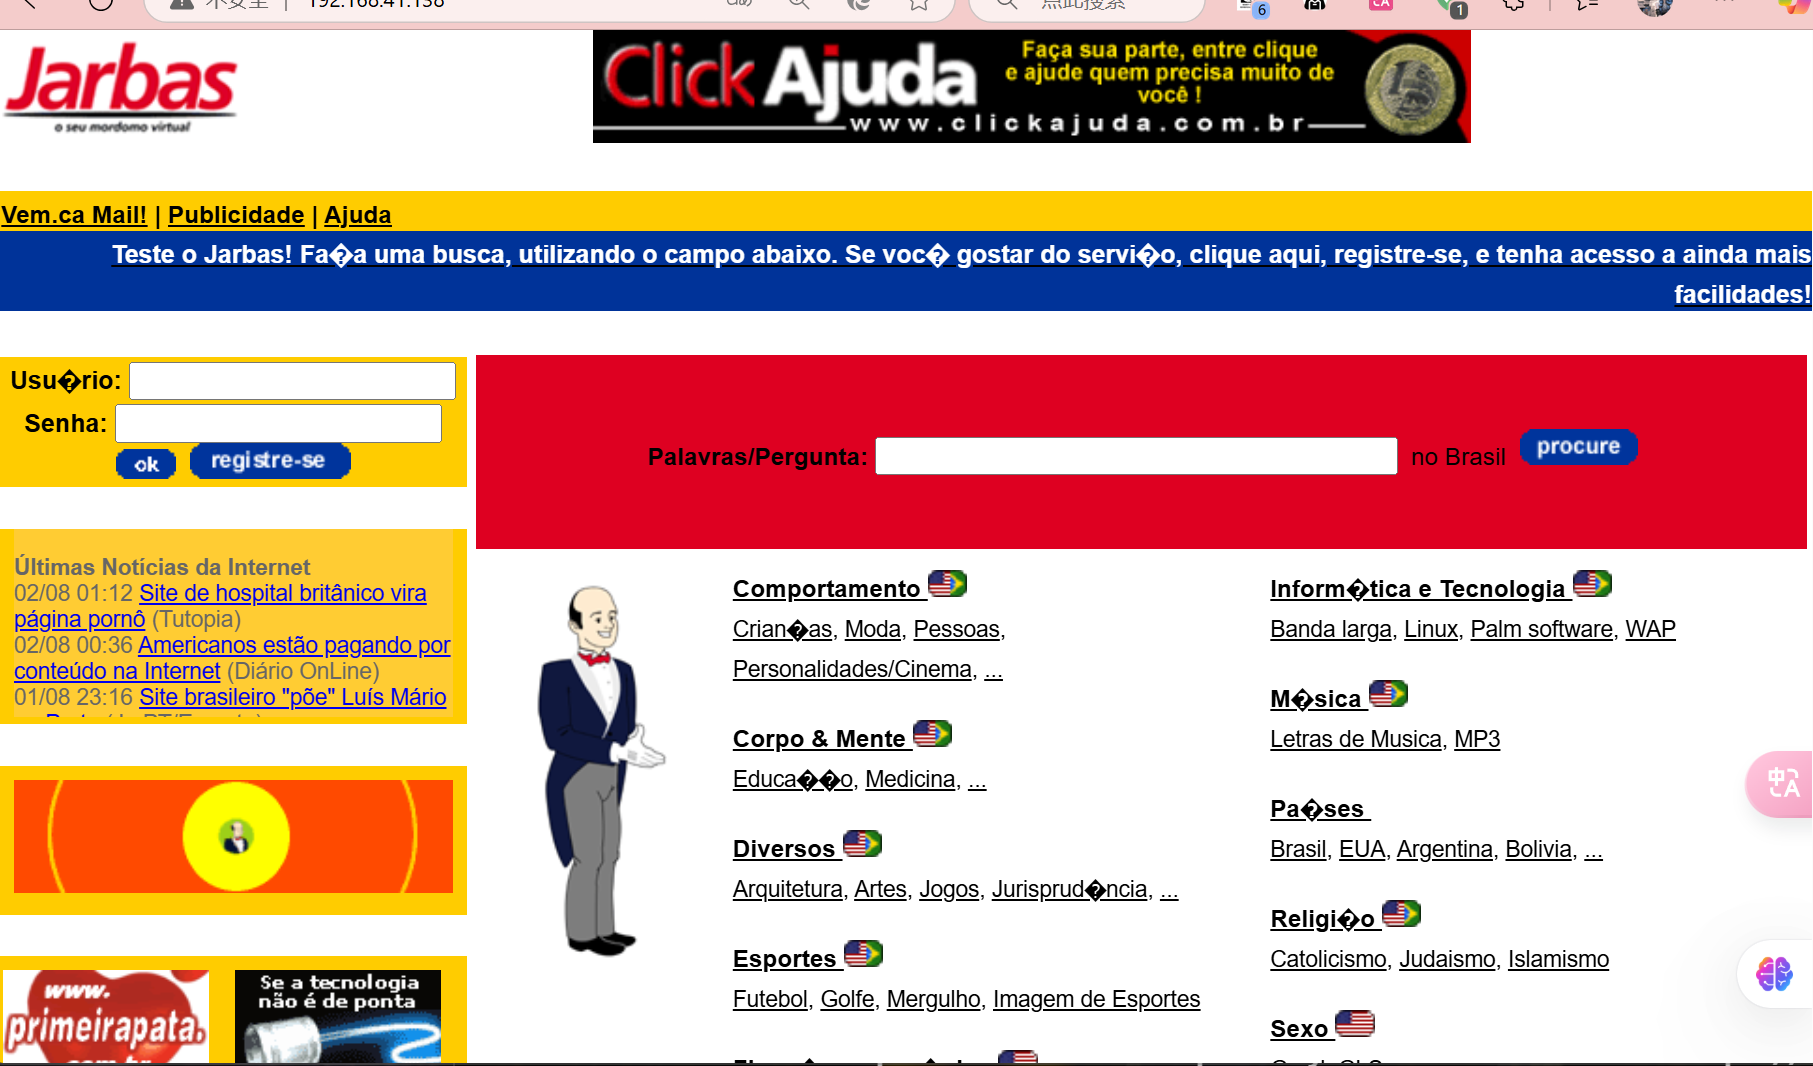 不安全 | 192.168.41.138
点此搜索
6
1
Jarbas
o seu mordomo virtual
ClickAjuda
Faça sua parte, entre clique
e ajude quem precisa muito de
você !
www.clickajuda.com.br
Vem.ca Mail! | Publicidade | Ajuda
Teste o Jarbas! Fa�a uma busca, utilizando o campo abaixo. Se voc� gostar do servi�o, clique aqui, registre-se, e tenha acesso a ainda mais
facilidades!
Usu�rio:
Senha:
ok registre-se
Palavras/Pergunta: no Brasil procure
Últimas Notícias da Internet
02/08 01:12 Site de hospital britânico vira
página pornô (Tutopia)
02/08 00:36 Americanos estão pagando por
conteúdo na Internet (Diário OnLine)
01/08 23:16 Site brasileiro "põe" Luís Mário
www.
primeirapata.
com.br
Se a tecnologia
não é de ponta
Comportamento
Crian�as, Moda, Pessoas,
Personalidades/Cinema, ...
Corpo & Mente
Educa��o, Medicina, ...
Diversos
Arquitetura, Artes, Jogos, Jurisprud�ncia, ...
Esportes
Futebol, Golfe, Mergulho, Imagem de Esportes
Inform�tica e Tecnologia
Banda larga, Linux, Palm software, WAP
M�sica
Letras de Musica, MP3
Pa�ses
Brasil, EUA, Argentina, Bolivia, ...
Religi�o
Catolicismo, Judaismo, Islamismo
Sexo